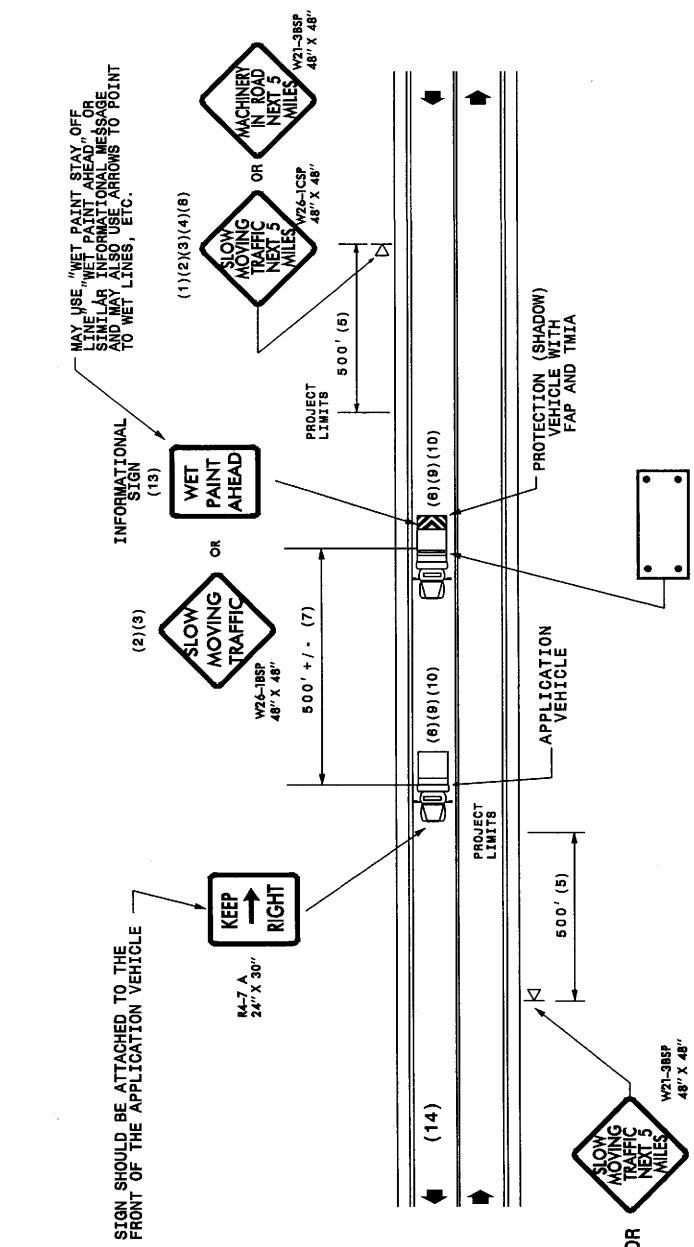 MAY USE "WET PAINT STAY OFF
LINE", "WET PAINT AHEAD", OR
SIMILAR INFORMATIONAL MESSAGE
AND MAY ALSO USE ARROWS TO POINT
TO WET LINES, ETC.
MACHINERY
IN ROAD
NEXT 5
MILES
W21-3BSP
48" X 48"
OR
(1)(2)(3)(4)(8)
SLOW
MOVING
TRAFFIC
NEXT 5
MILES
W26-1CSP
48" X 48"
500' (5)
PROJECT
LIMITS
INFORMATIONAL
SIGN
(13)
WET
PAINT
AHEAD
OR
(2)(3)
SLOW
MOVING
TRAFFIC
W26-1BSP
48" X 48"
500' +/- (7)
(6)(9)(10)
PROTECTION (SHADOW)
VEHICLE WITH
FAP AND TMIA
(6)(9)(10)
APPLICATION
VEHICLE
SIGN SHOULD BE ATTACHED TO THE
FRONT OF THE APPLICATION VEHICLE
KEEP
RIGHT
R4-7 A
24" X 30"
PROJECT
LIMITS
500' (5)
(14)
SLOW
MOVING
TRAFFIC
NEXT 5
MILES
W21-3BSP
48" X 48"
OR